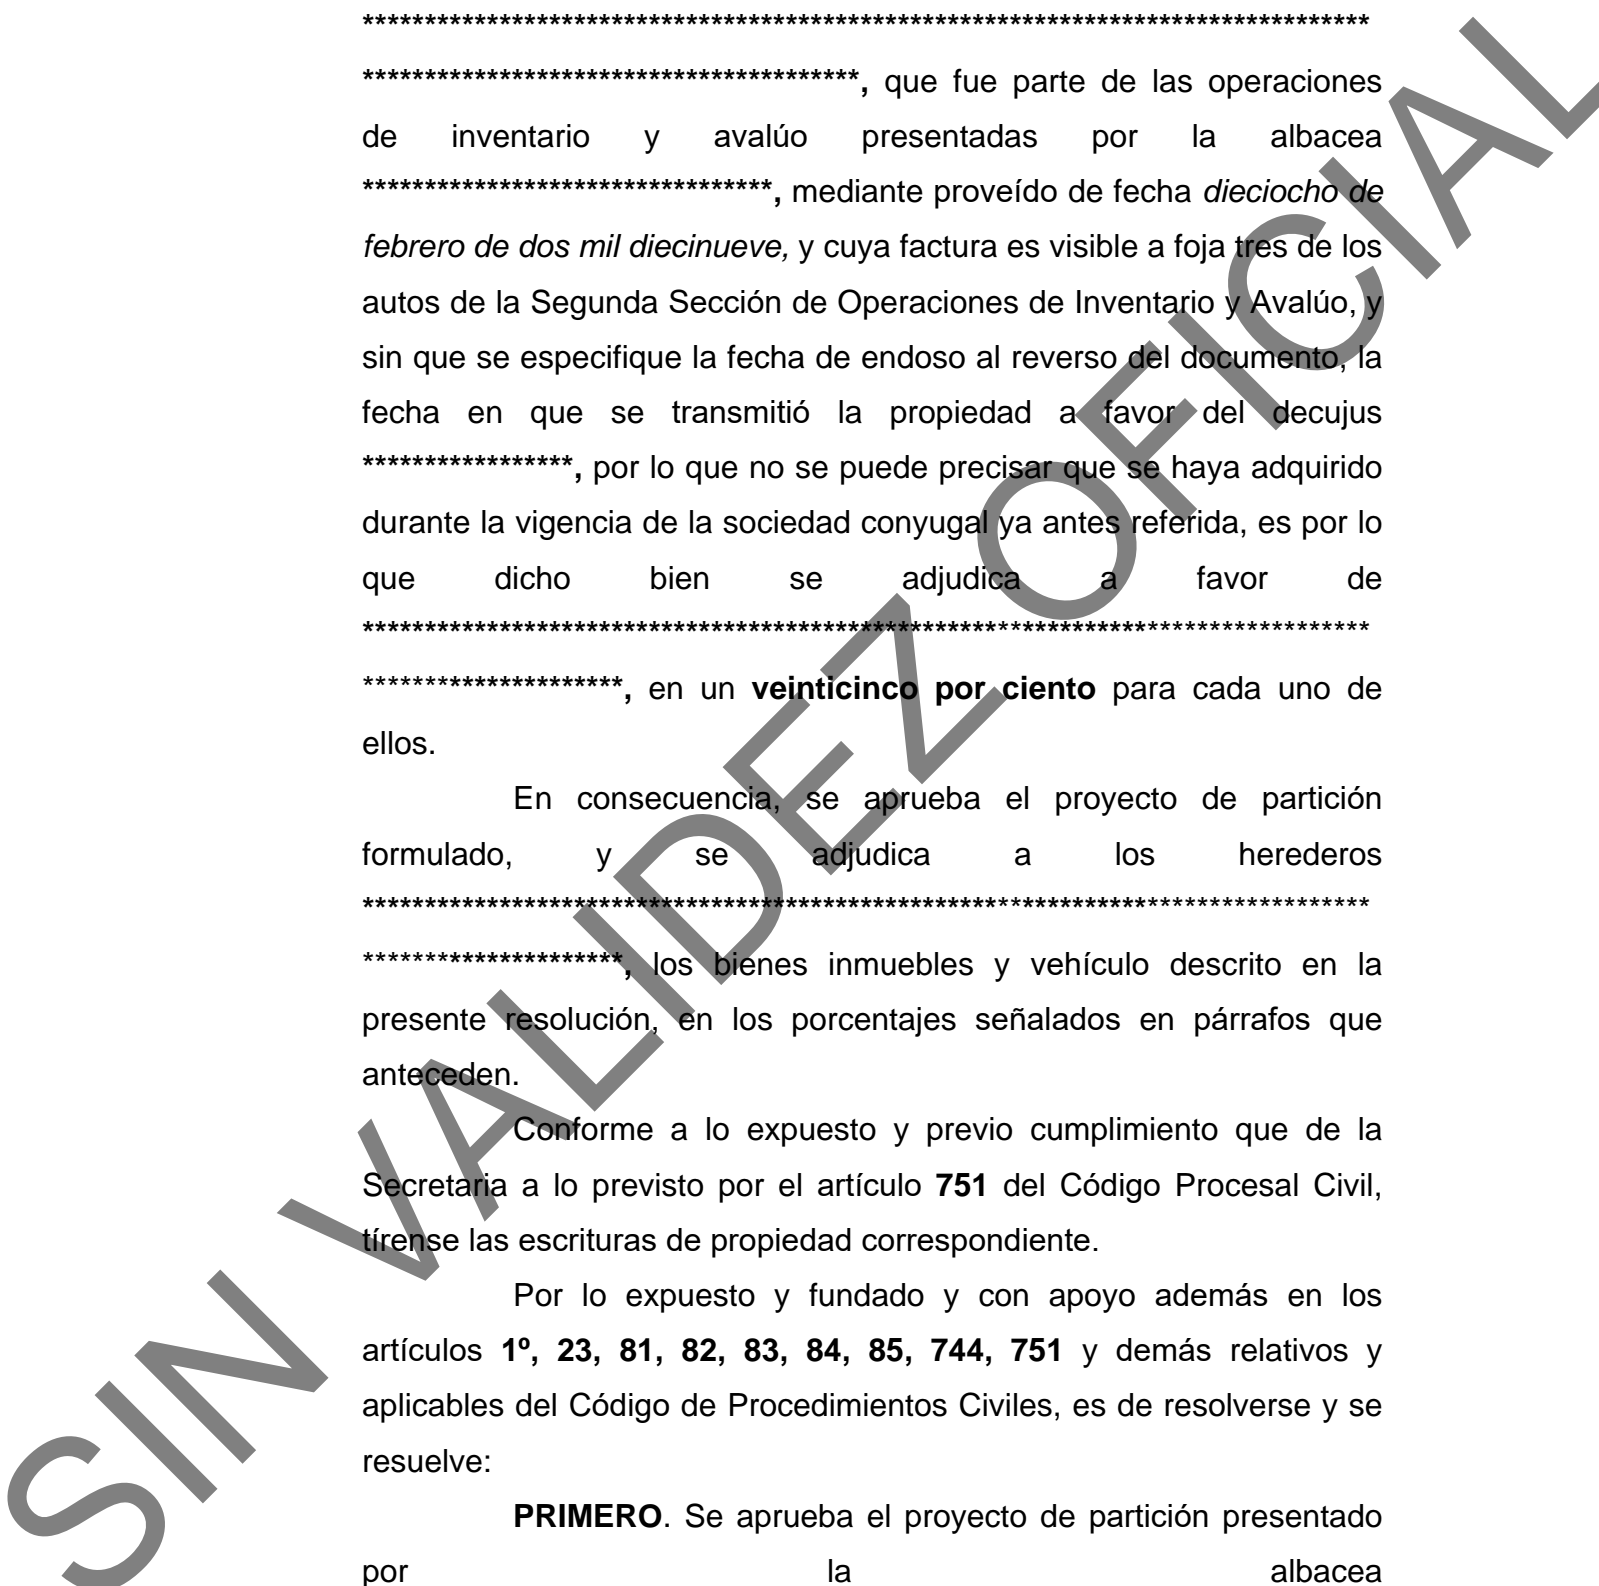 *********************************************************************************
****************************************, que fue parte de las operaciones
de inventario y avalúo presentadas por la albacea
*********************************, mediante proveído de fecha dieciocho de
febrero de dos mil diecinueve, y cuya factura es visible a foja tres de los
autos de la Segunda Sección de Operaciones de Inventario y Avalúo, y
sin que se especifique la fecha de endoso al reverso del documento, la
fecha en que se transmitió la propiedad a favor del decujus
*****************, por lo que no se puede precisar que se haya adquirido
durante la vigencia de la sociedad conyugal ya antes referida, es por lo
que dicho bien se adjudica a favor de
*********************************************************************************
*********************, en un veinticinco por ciento para cada uno de
ellos.
En consecuencia, se aprueba el proyecto de partición
formulado, y se adjudica a los herederos
*********************************************************************************
*********************, los bienes inmuebles y vehículo descrito en la
presente resolución, en los porcentajes señalados en párrafos que
anteceden.
Conforme a lo expuesto y previo cumplimiento que de la
Secretaria a lo previsto por el artículo 751 del Código Procesal Civil,
tírense las escrituras de propiedad correspondiente.
Por lo expuesto y fundado y con apoyo además en los
artículos 1º, 23, 81, 82, 83, 84, 85, 744, 751 y demás relativos y
aplicables del Código de Procedimientos Civiles, es de resolverse y se
resuelve:
PRIMERO. Se aprueba el proyecto de partición presentado
por la albacea
SIN VALIDEZ OFICIAL